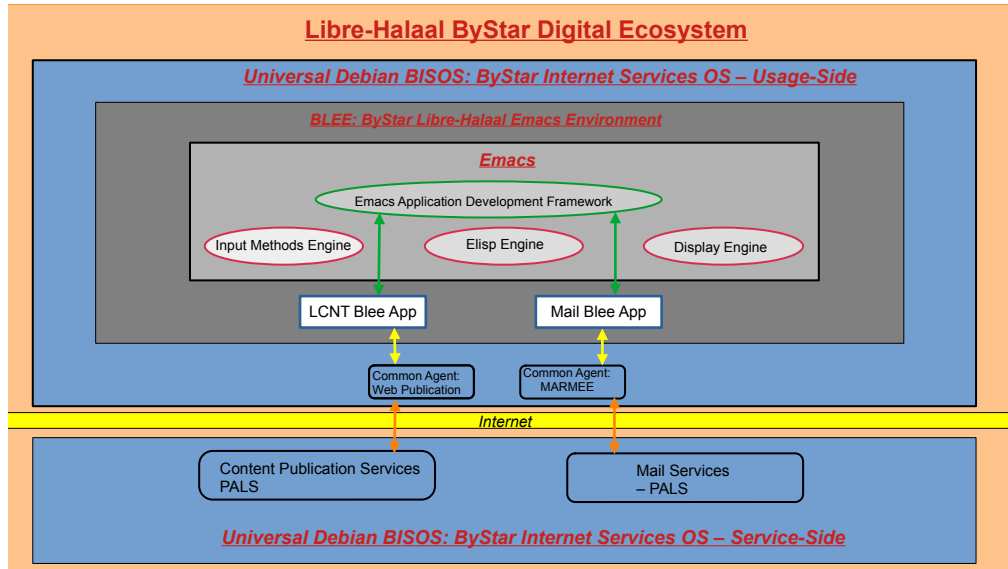 Libre-Halaal ByStar Digital Ecosystem
Universal Debian BISOS: ByStar Internet Services OS – Usage-Side
BLEE: ByStar Libre-Halaal Emacs Environment
Emacs
Emacs Application Development Framework
Input Methods Engine
Elisp Engine
Display Engine
LCNT Blee App
Mail Blee App
Common Agent:
Web Publication
Common Agent:
MARMEE
Internet
Content Publication Services
PALS
Mail Services
– PALS
Universal Debian BISOS: ByStar Internet Services OS – Service-Side